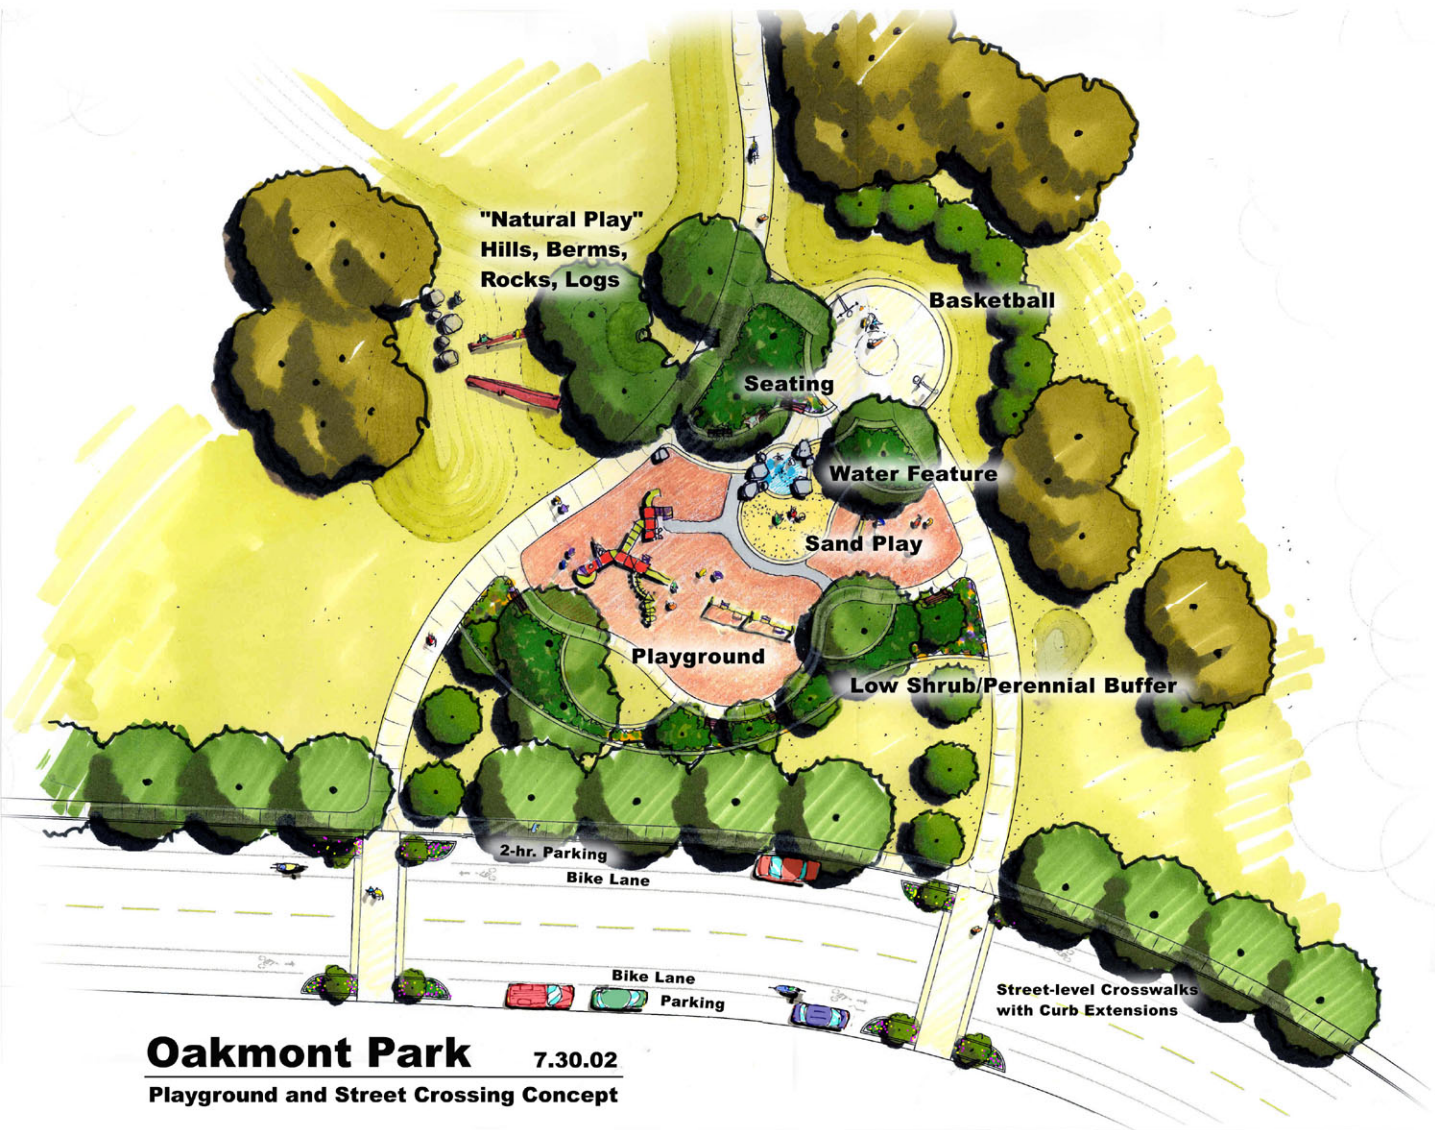 "Natural Play"
Hills, Berms,
Rocks, Logs
Basketball
Seating
Water Feature
Sand Play
Playground
Low Shrub/Perennial Buffer
2-hr. Parking
Bike Lane
Bike Lane
Parking
Street-level Crosswalks
with Curb Extensions
Oakmont Park 7.30.02
Playground and Street Crossing Concept